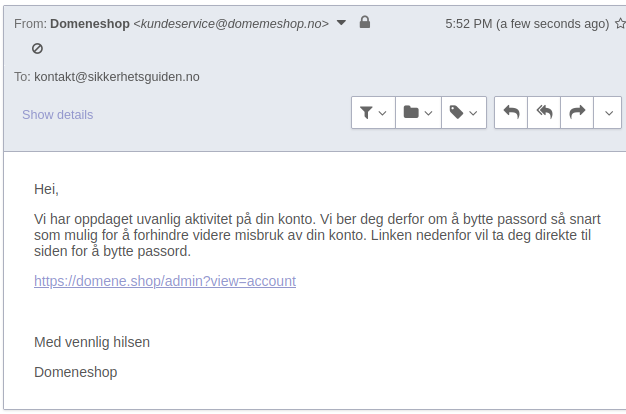 From: Domeneshop <kundeservice@domemeshop.no> 5:52 PM (a few seconds ago)
To: kontakt@sikkerhetsguiden.no
Show details
Hei,
Vi har oppdaget uvanlig aktivitet på din konto. Vi ber deg derfor om å bytte passord så snart
som mulig for å forhindre videre misbruk av din konto. Linken nedenfor vil ta deg direkte til
siden for å bytte passord.
https://domene.shop/admin?view=account
Med vennlig hilsen
Domeneshop